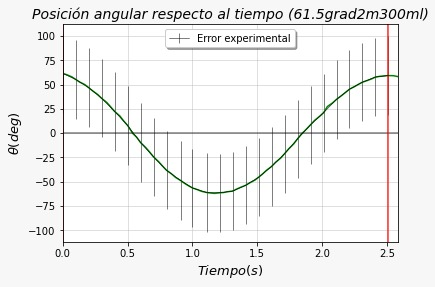 Posición angular respecto al tiempo (61.5grad2m300ml)
Error experimental
100
75
50
25
0
−25
−50
−75
−100
θ(deg)
0.0 0.5 1.0 1.5 2.0 2.5
Tiempo(s)